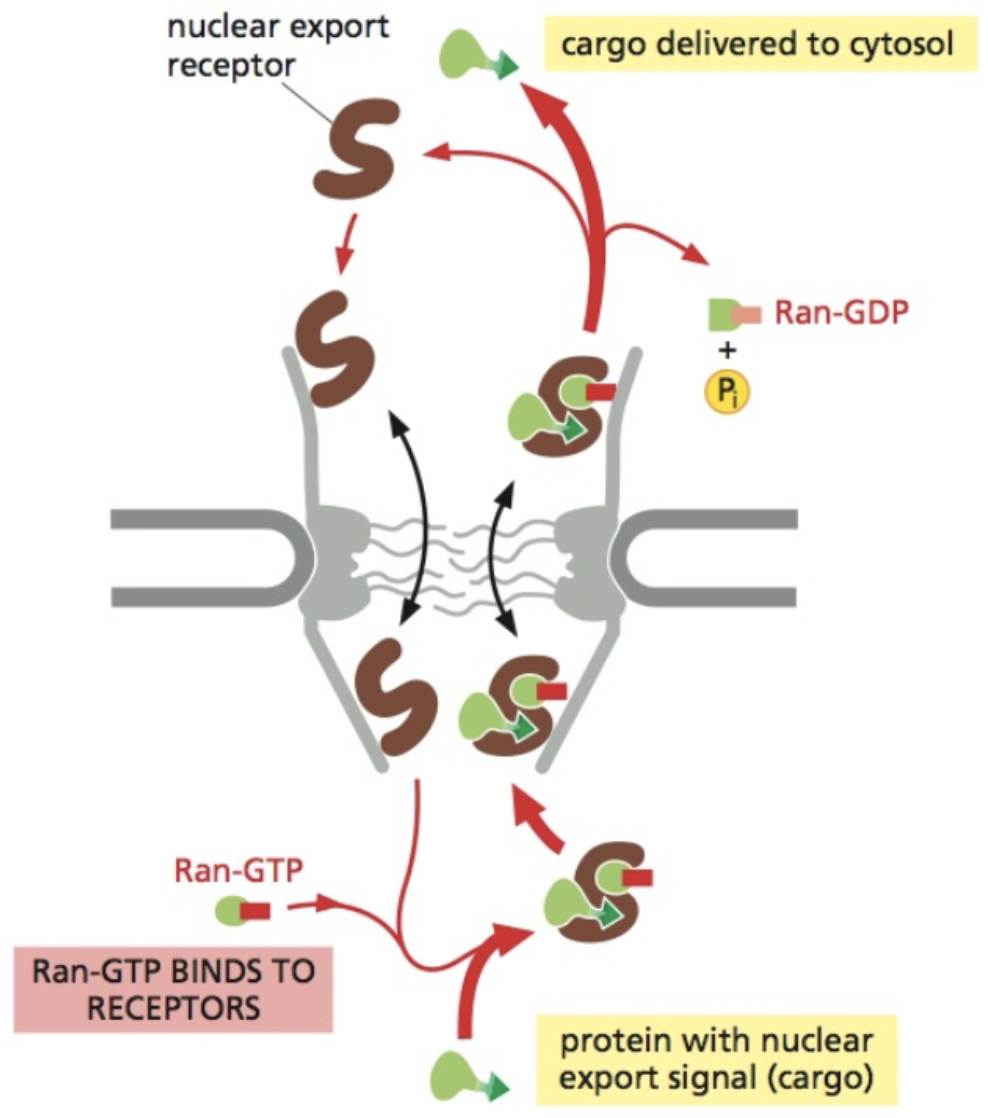 nuclear export
receptor
cargo delivered to cytosol
Ran-GDP
+
Pi
Ran-GTP
Ran-GTP BINDS TO
RECEPTORS
protein with nuclear
export signal (cargo)